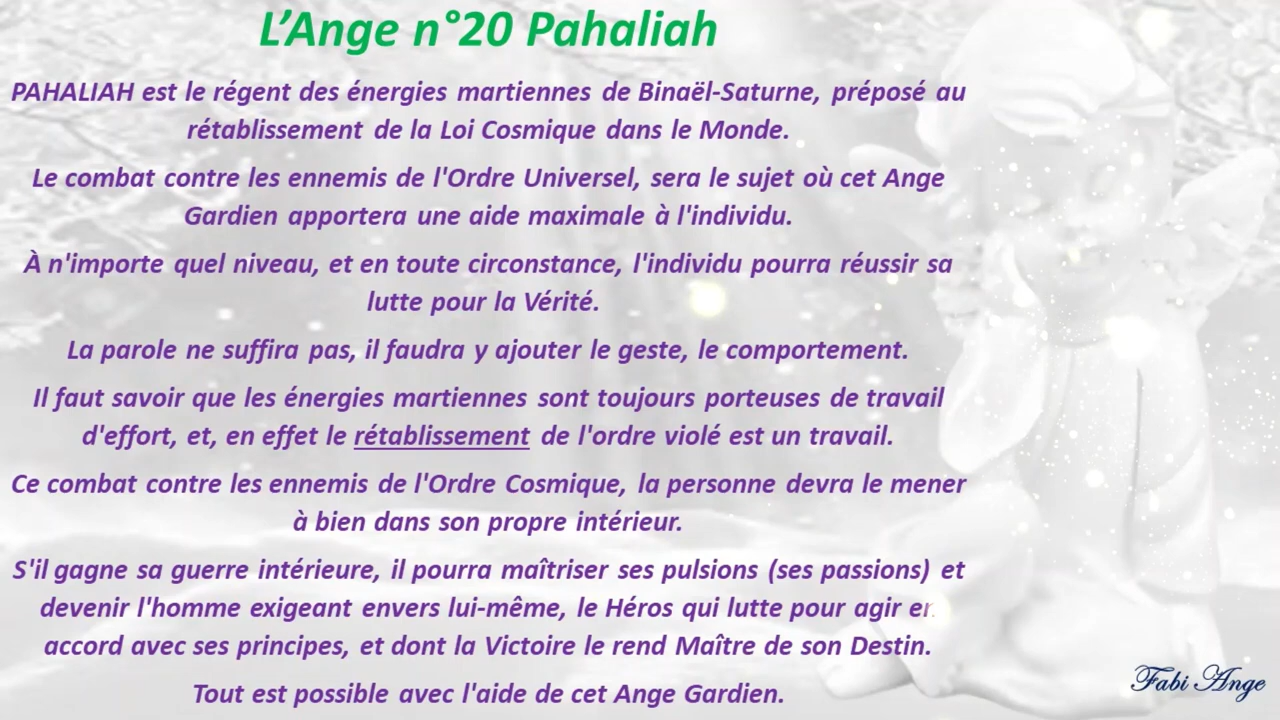 L’Ange n°20 Pahaliah
PAHALIAH est le régent des énergies martiennes de Binaël-Saturne, préposé au
rétablissement de la Loi Cosmique dans le Monde.
Le combat contre les ennemis de l'Ordre Universel, sera le sujet où cet Ange
Gardien apportera une aide maximale à l'individu.
À n'importe quel niveau, et en toute circonstance, l'individu pourra réussir sa
lutte pour la Vérité.
La parole ne suffira pas, il faudra y ajouter le geste, le comportement.
Il faut savoir que les énergies martiennes sont toujours porteuses de travail
d'effort, et, en effet le rétablissement de l'ordre violé est un travail.
Ce combat contre les ennemis de l'Ordre Cosmique, la personne devra le mener
à bien dans son propre intérieur.
S'il gagne sa guerre intérieure, il pourra maîtriser ses pulsions (ses passions) et
devenir l'homme exigeant envers lui-même, le Héros qui lutte pour agir en
accord avec ses principes, et dont la Victoire le rend Maître de son Destin.
Tout est possible avec l'aide de cet Ange Gardien.
Fabi Ange